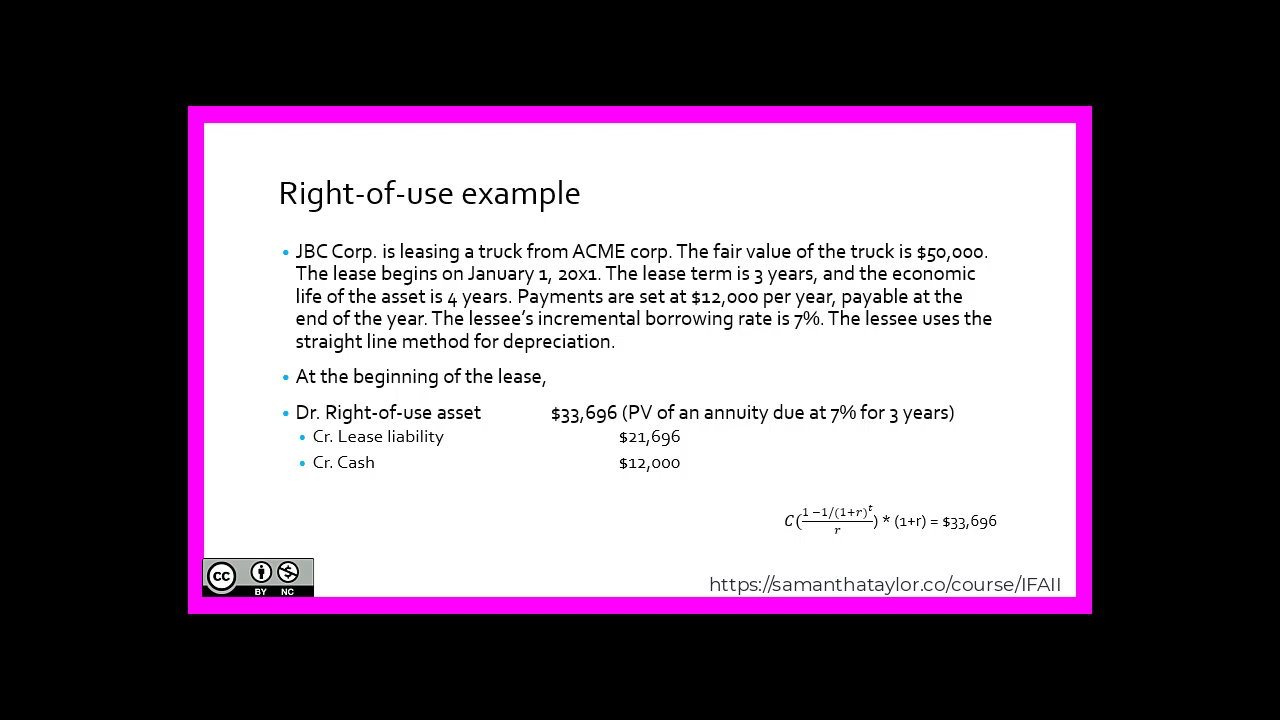 Right-of-use example
• JBC Corp. is leasing a truck from ACME corp. The fair value of the truck is $50,000.
The lease begins on January 1, 20x1. The lease term is 3 years, and the economic
life of the asset is 4 years. Payments are set at $12,000 per year, payable at the
end of the year. The lessee's incremental borrowing rate is 7%. The lessee uses the
straight line method for depreciation.
• At the beginning of the lease,
• Dr. Right-of-use asset $33,696 (PV of an annuity due at 7% for 3 years)
• Cr. Lease liability $21,696
• Cr. Cash $12,000
C(1−1/(1+r)^t / r) * (1+r) = $33,696
cc BY NC
https://samanthataylor.co/course/IFAII